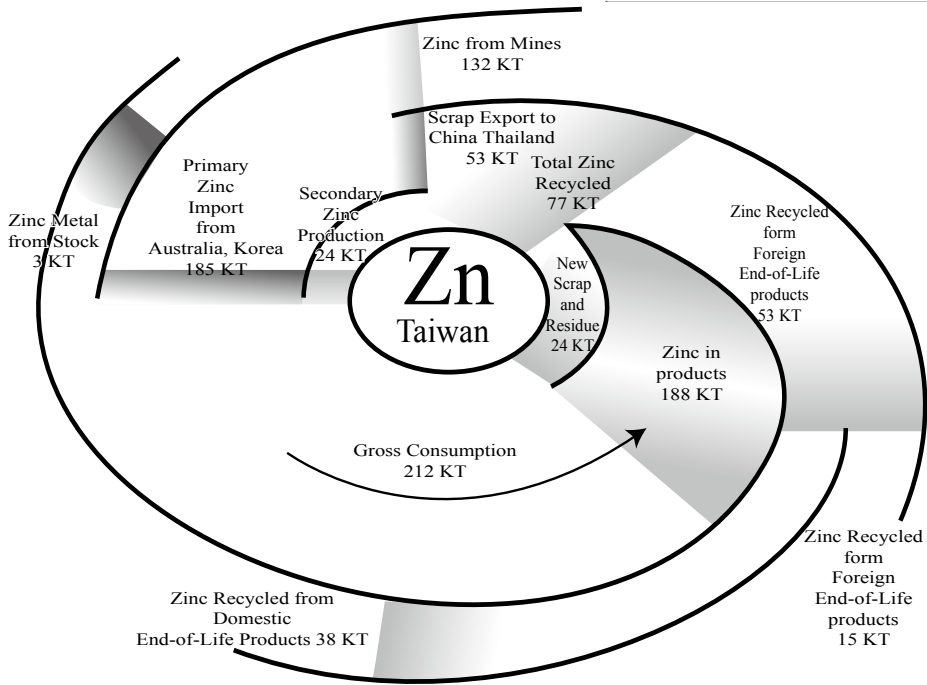 Zinc from Mines
132 KT
Scrap Export to
China Thailand
53 KT
Total Zinc
Recycled
77 KT
Primary
Zinc
Import
from
Australia, Korea
185 KT
Secondary
Zinc
Production
24 KT
Zinc Metal
from Stock
3 KT
Zn
Taiwan
New
Scrap
and
Residue
24 KT
Zinc Recycled
form
Foreign
End-of-Life
products
53 KT
Zinc in
products
188 KT
Gross Consumption
212 KT
Zinc Recycled
form
Foreign
End-of-Life
products
15 KT
Zinc Recycled from
Domestic
End-of-Life Products 38 KT